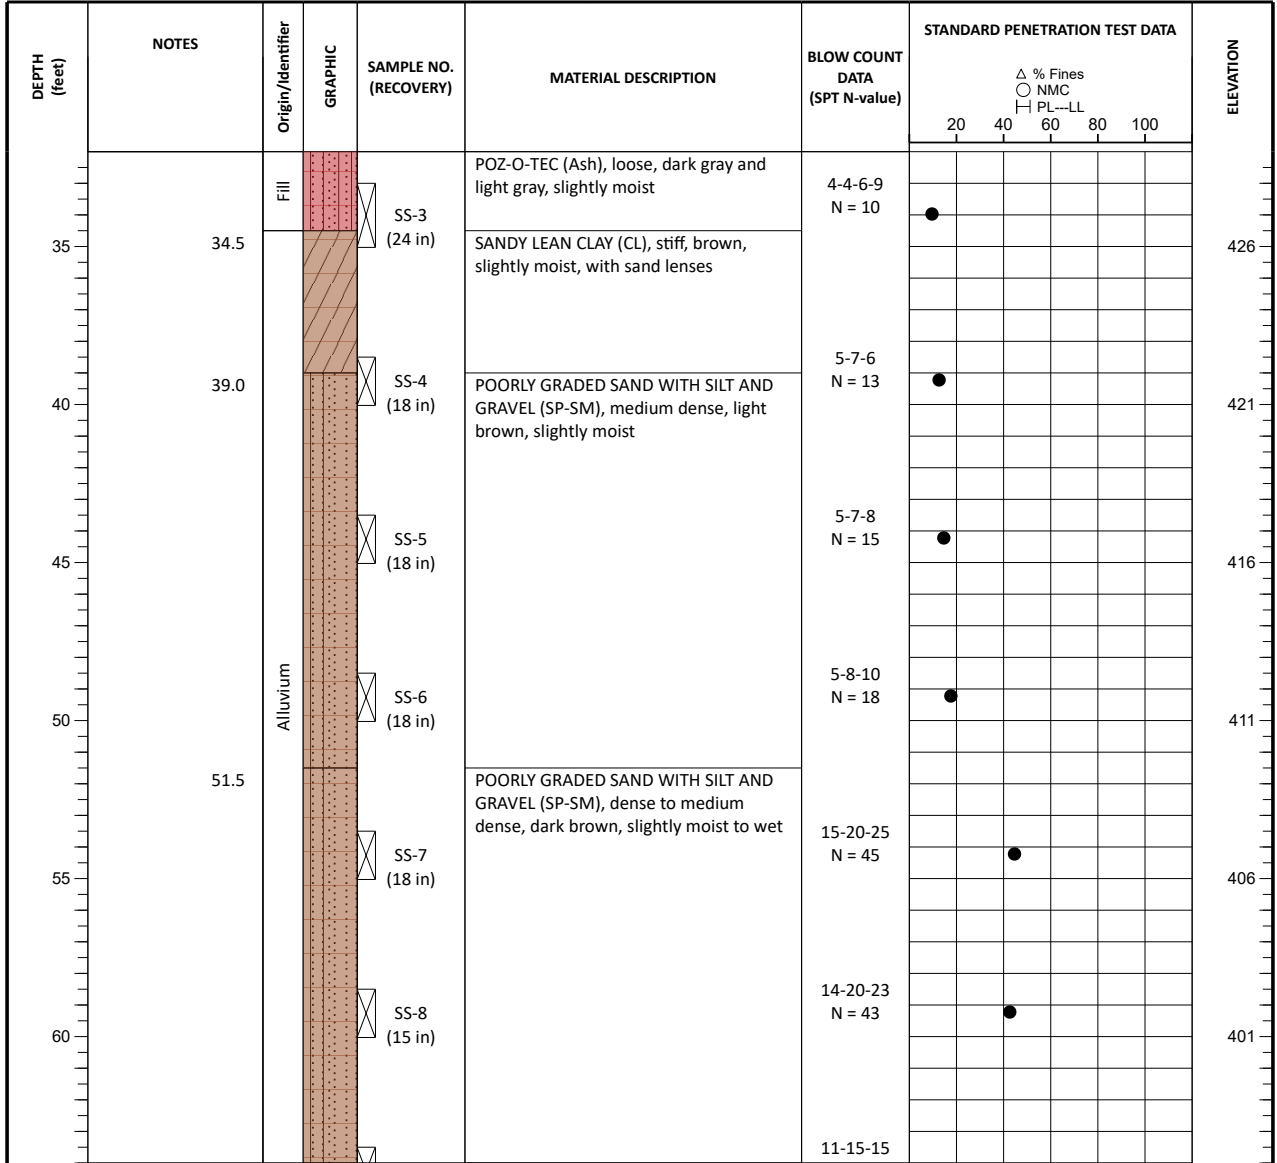 DEPTH
(feet)
NOTES
Origin/Identifier
GRAPHIC
SAMPLE NO.
(RECOVERY)
MATERIAL DESCRIPTION
BLOW COUNT
DATA
(SPT N-value)
STANDARD PENETRATION TEST DATA
△ % Fines
○ NMC
PL---LL
20 40 60 80 100
ELEVATION
Fill
POZ-O-TEC (Ash), loose, dark gray and
light gray, slightly moist
4-4-6-9
N = 10
SS-3
(24 in)
35
34.5
SANDY LEAN CLAY (CL), stiff, brown,
slightly moist, with sand lenses
426
5-7-6
N = 13
39.0
SS-4
(18 in)
POORLY GRADED SAND WITH SILT AND
GRAVEL (SP-SM), medium dense, light
brown, slightly moist
40
421
5-7-8
N = 15
SS-5
(18 in)
45
416
Alluvium
5-8-10
N = 18
SS-6
(18 in)
50
411
51.5
POORLY GRADED SAND WITH SILT AND
GRAVEL (SP-SM), dense to medium
dense, dark brown, slightly moist to wet
15-20-25
N = 45
SS-7
(18 in)
55
406
14-20-23
N = 43
SS-8
(15 in)
60
401
11-15-15